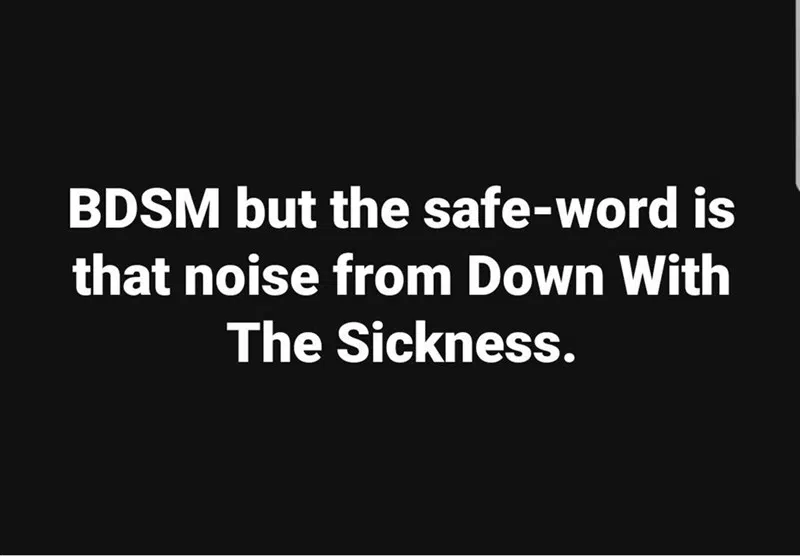 BDSM but the safe-word is
that noise from Down With
The Sickness.